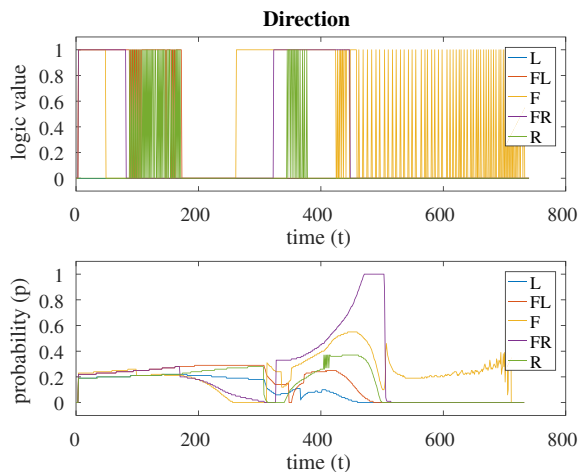 Direction
logic value
1
0.8
0.6
0.4
0.2
0
0
200
400
600
800
time (t)
L
FL
F
FR
R
probability (p)
1
0.8
0.6
0.4
0.2
0
0
200
400
600
800
time (t)
L
FL
F
FR
R